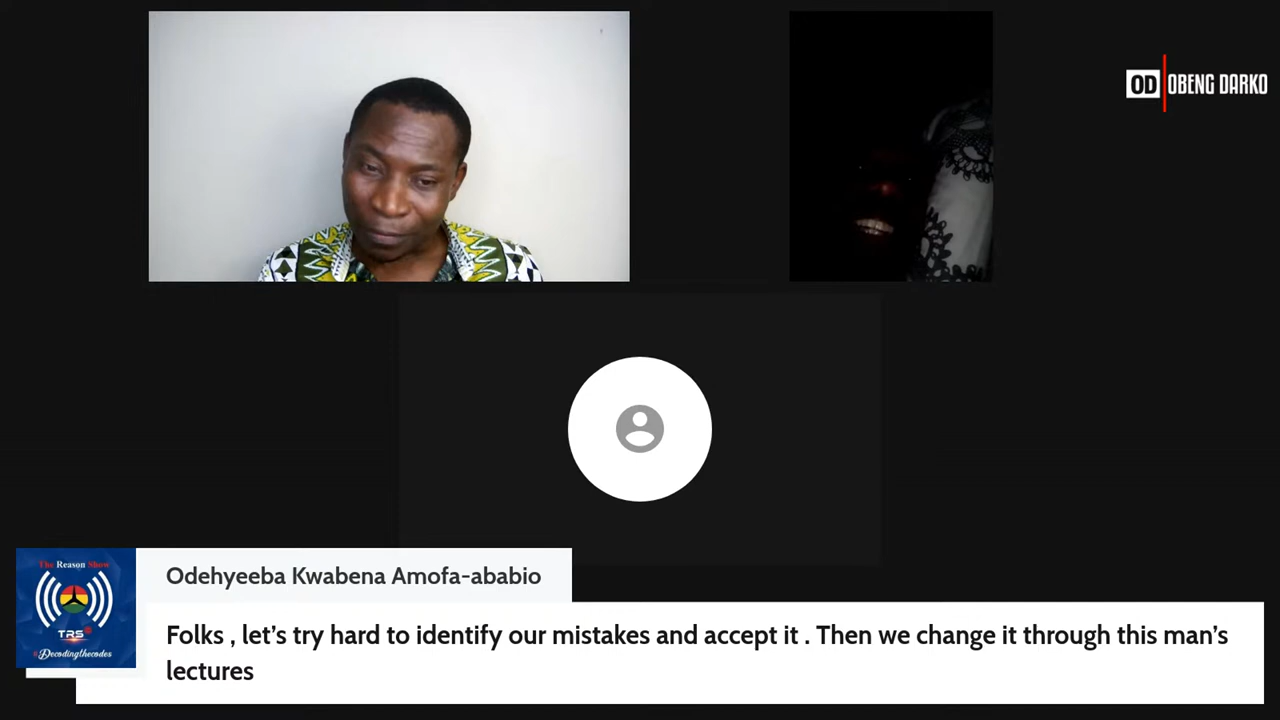 OD OBENG DARKO
The Reason Show
TRS
#Decodingthecodes
Odehyeeba Kwabena Amofa-ababio
Folks , let’s try hard to identify our mistakes and accept it . Then we change it through this man’s
lectures